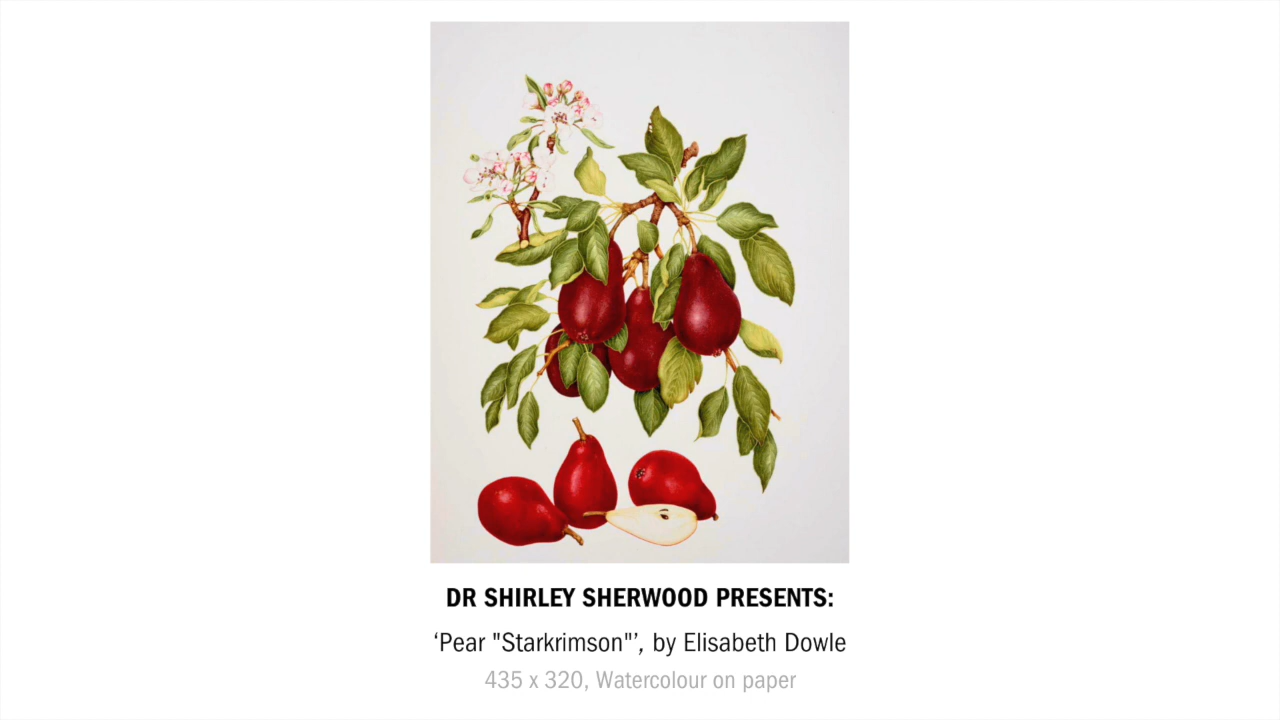 DR SHIRLEY SHERWOOD PRESENTS:
‘Pear "Starkrimson"’, by Elisabeth Dowle
435 x 320, Watercolour on paper